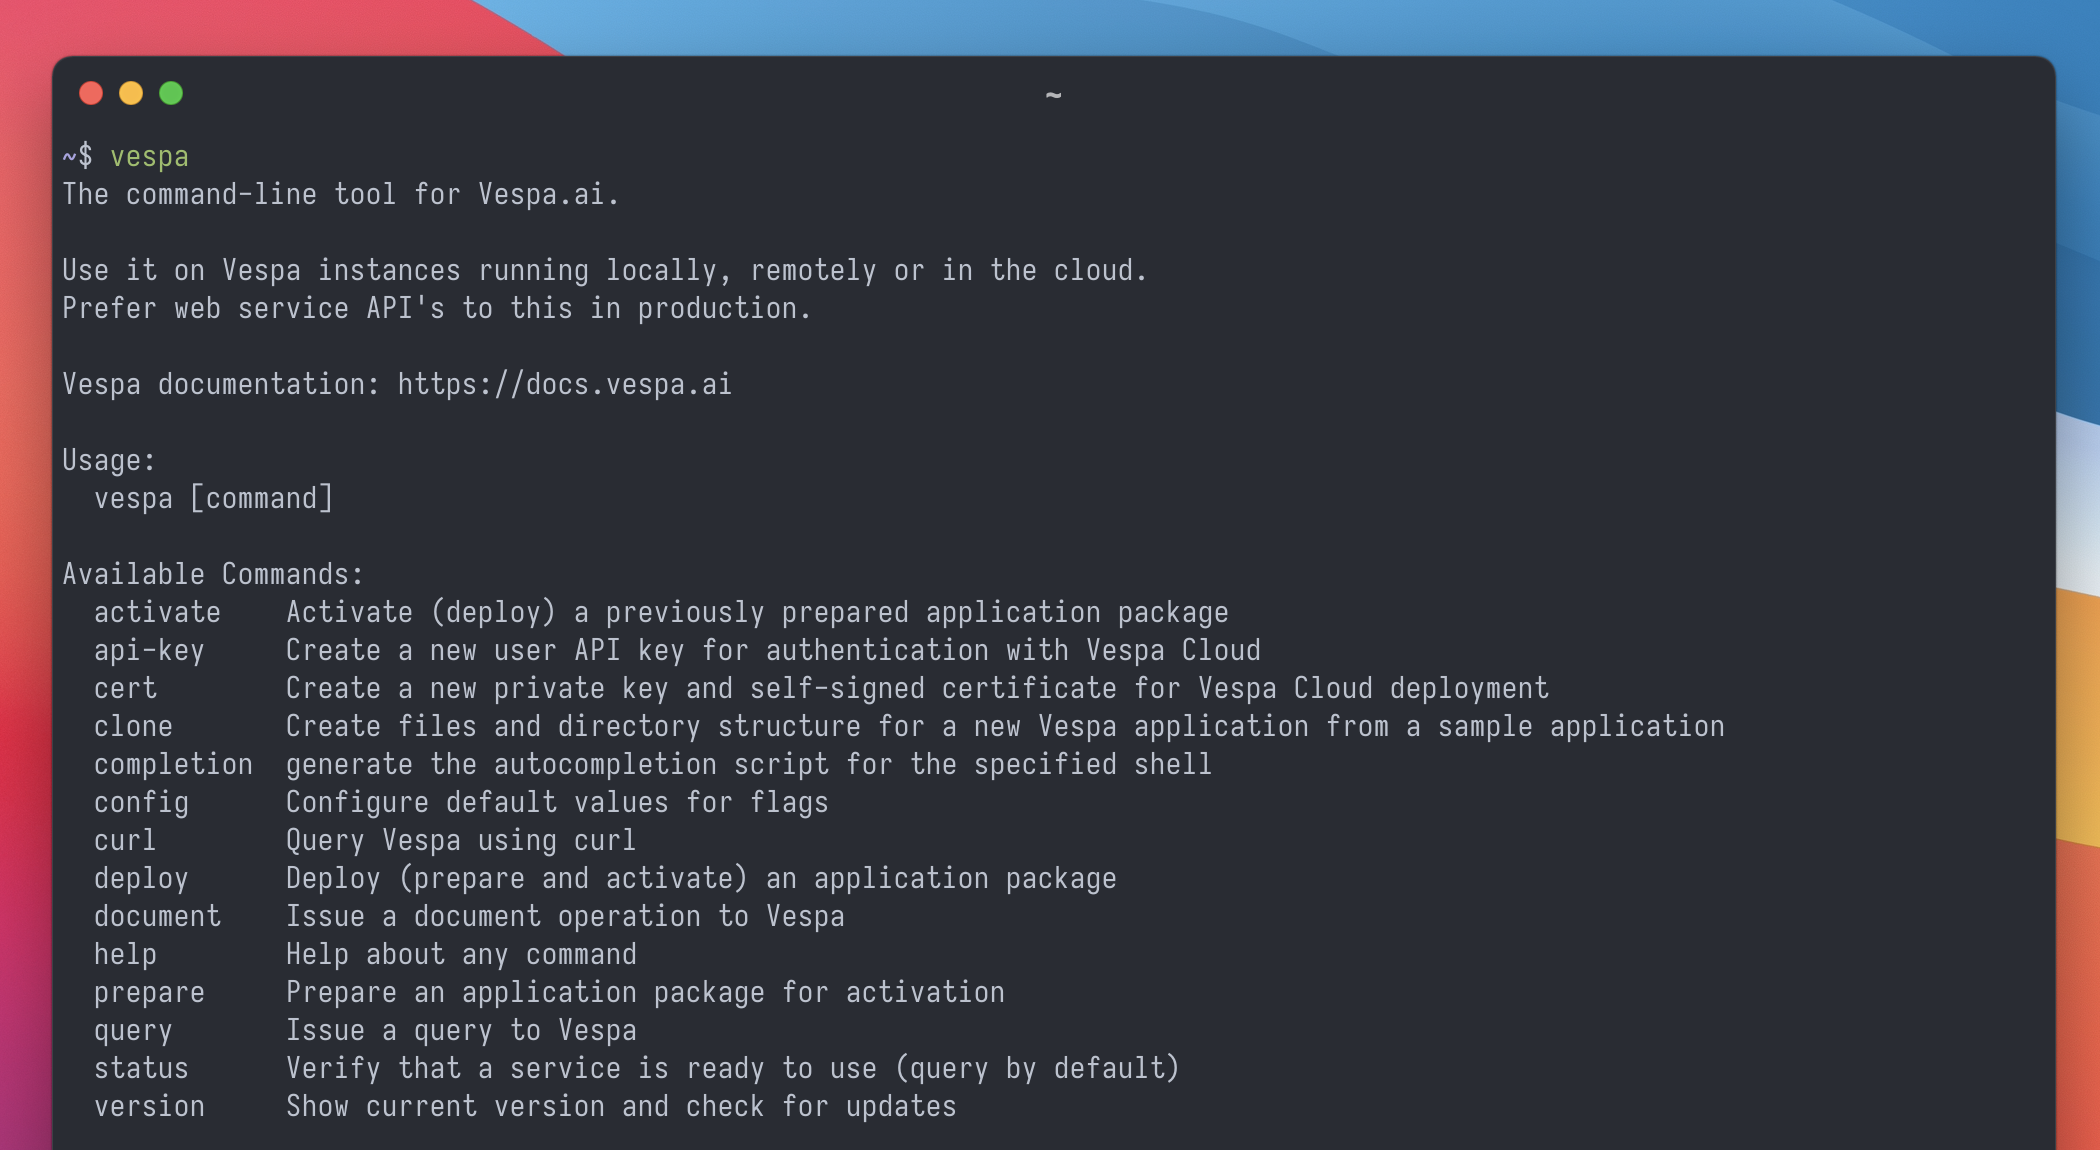 ~
~$ vespa
The command-line tool for Vespa.ai.
Use it on Vespa instances running locally, remotely or in the cloud.
Prefer web service API's to this in production.
Vespa documentation: https://docs.vespa.ai
Usage:
  vespa [command]
Available Commands:
  activate    Activate (deploy) a previously prepared application package
  api-key     Create a new user API key for authentication with Vespa Cloud
  cert        Create a new private key and self-signed certificate for Vespa Cloud deployment
  clone       Create files and directory structure for a new Vespa application from a sample application
  completion  generate the autocompletion script for the specified shell
  config      Configure default values for flags
  curl        Query Vespa using curl
  deploy      Deploy (prepare and activate) an application package
  document    Issue a document operation to Vespa
  help        Help about any command
  prepare     Prepare an application package for activation
  query       Issue a query to Vespa
  status      Verify that a service is ready to use (query by default)
  version     Show current version and check for updates